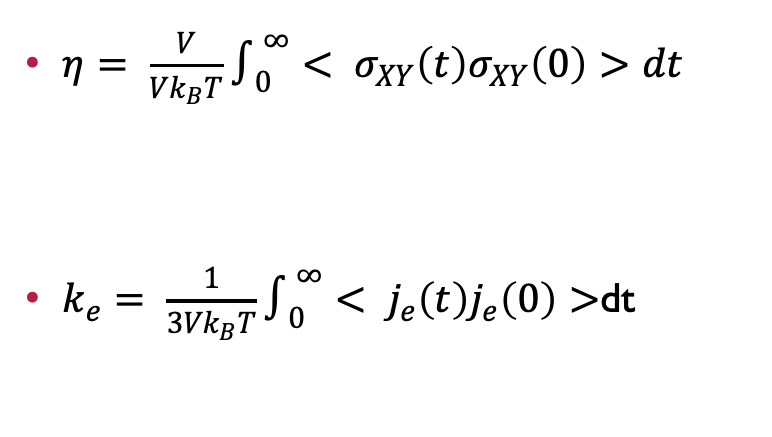 • η = V/(Vk_BT) ∫_0^∞ < σ_XY(t)σ_XY(0) > dt
• k_e = 1/(3Vk_BT) ∫_0^∞ < j_e(t)j_e(0) >dt